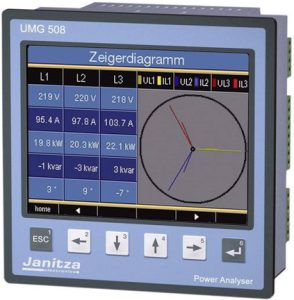 UMG 508
Zeigerdiagramm
L1 L2 L3 UL1 IL1 UL2 IL2 UL3 IL3
219 V 220 V 218 V
95.4 A 97.8 A 103.7 A
19.8 kW 20.3 kW 22.1 kW
-1 kvar -3 kvar 3 kvar
3 ° 9 ° -7 °
home
ESC 1 2 3 4 5 6
Janitza
Power Analyser